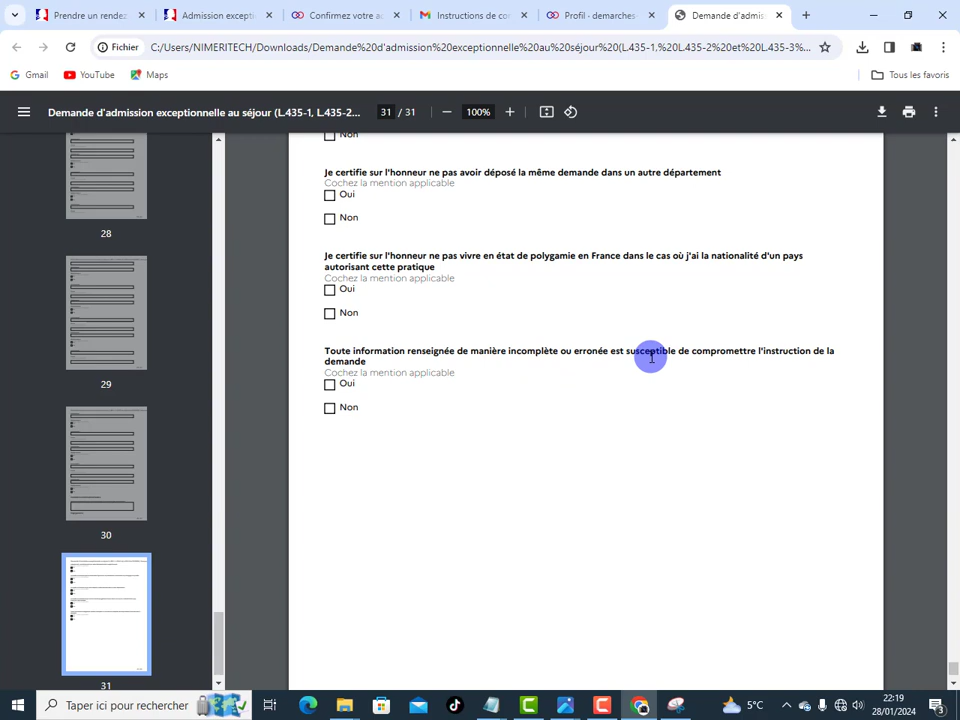 Prendre un rendez
Admission excepti
Confirmez votre ac
Instructions de co
Profil - demarches
Demande d'admis
Fichier
C:/Users/NIMERITECH/Downloads/Demande%20d'admission%20exceptionnelle%20au%20séjour%20(L.435-1,%20L.435-2%20et%20L.435-3%...
Gmail
YouTube
Maps
Tous les favoris
Demande d'admission exceptionnelle au séjour (L.435-1, L.435-2...
31 / 31
100%
Non
Je certifie sur l'honneur ne pas avoir déposé la même demande dans un autre département
Cochez la mention applicable
Oui
Non
28
Je certifie sur l'honneur ne pas vivre en état de polygamie en France dans le cas où j'ai la nationalité d'un pays
autorisant cette pratique
Cochez la mention applicable
Oui
Non
Toute information renseignée de manière incomplète ou erronée est susceptible de compromettre l'instruction de la
demande
Cochez la mention applicable
Oui
Non
29
30
31
Taper ici pour rechercher
5°C
22:19
28/01/2024
3